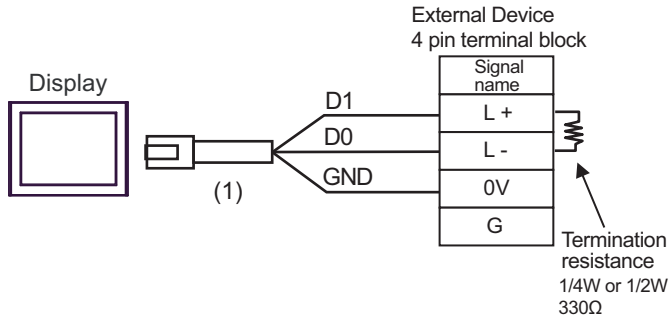 External Device
4 pin terminal block
Display
Signal
name
D1
L +
D0
L -
GND
0V
(1)
G
Termination
resistance
1/4W or 1/2W
330Ω